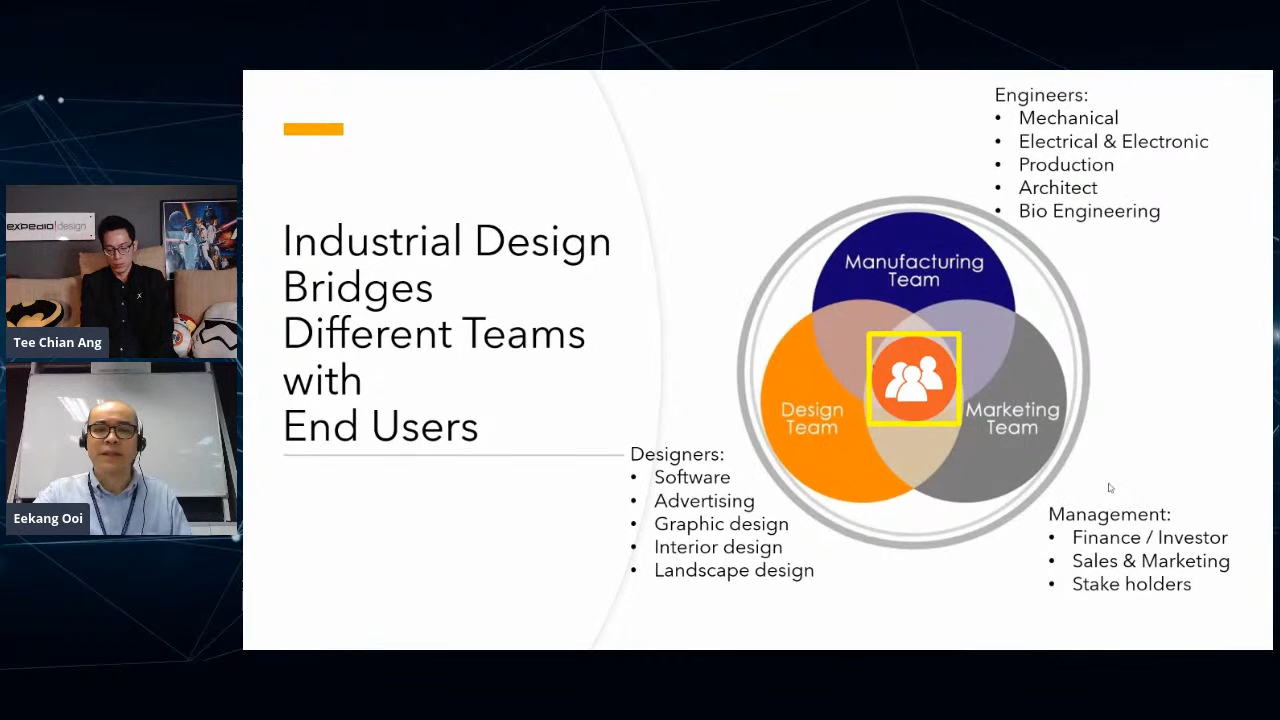 Industrial Design
Bridges
Different Teams
with
End Users
Engineers:
• Mechanical
• Electrical & Electronic
• Production
• Architect
• Bio Engineering
Manufacturing
Team
Design
Team
Marketing
Team
Designers:
• Software
• Advertising
• Graphic design
• Interior design
• Landscape design
Management:
• Finance / Investor
• Sales & Marketing
• Stake holders
expedio|design
Tee Chian Ang
Eekang Ooi